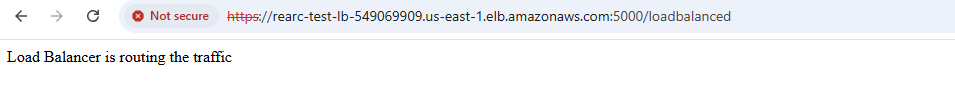 Not secure https://rearc-test-lb-549069909.us-east-1.elb.amazonaws.com:5000/loadbalanced
Load Balancer is routing the traffic